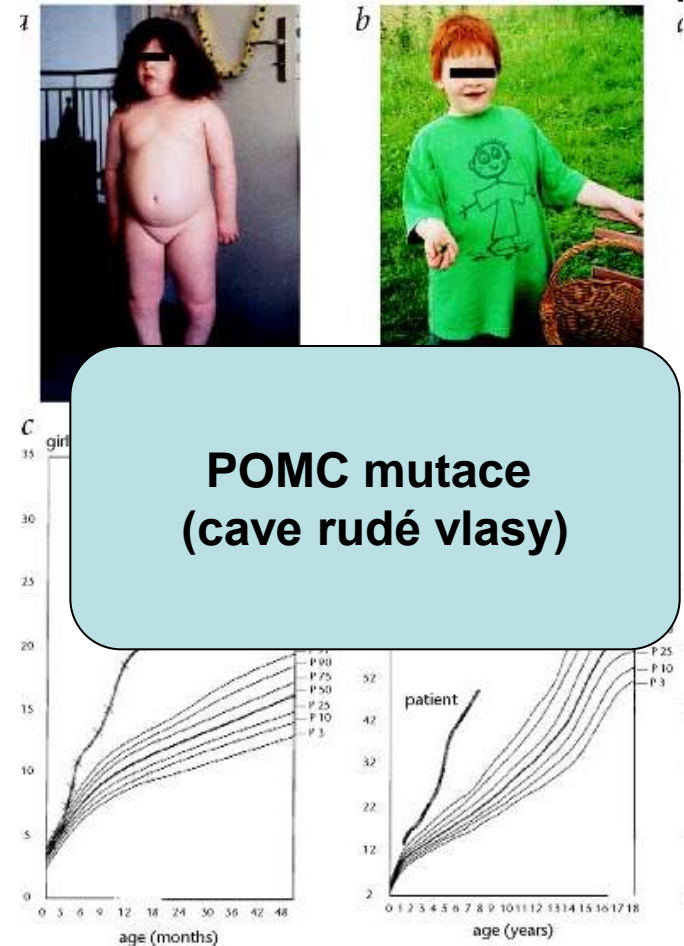 a
b
POMC mutace
(cave rudé vlasy)
c
girl
35
30
25
20
15
10
5
0
P 90
P 75
P 50
P 25
P 10
P 3
0 3 6 9 12 18 24 30 36 42 48
age (months)
patient
52
42
32
22
12
2
P 25
P 10
P 3
0 1 2 3 4 5 6 7 8 9 10 11 12 13 14 15 16 17 18
age (years)